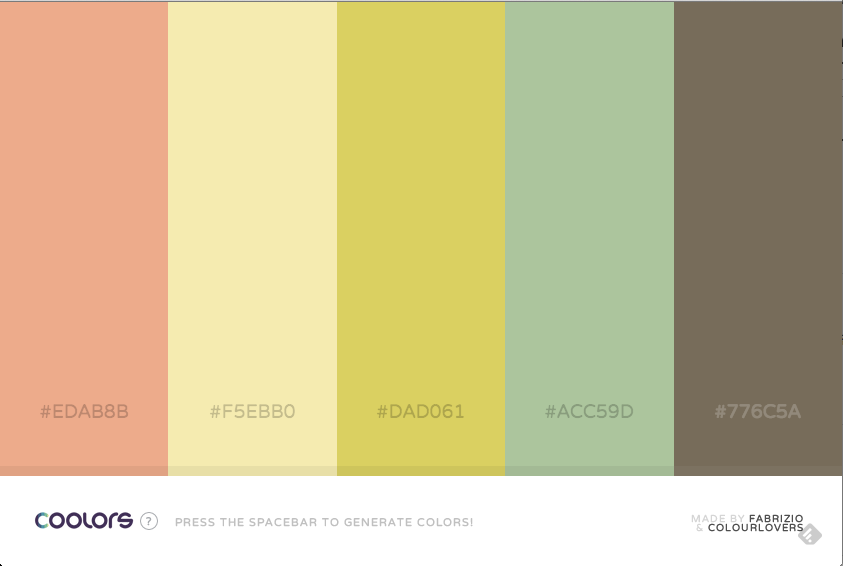 #EDAB8B
#F5EBB0
#DAD061
#ACC59D
#776C5A
coolors
?
PRESS THE SPACEBAR TO GENERATE COLORS!
MADE BY FABRIZIO
& COLOURLOVERS